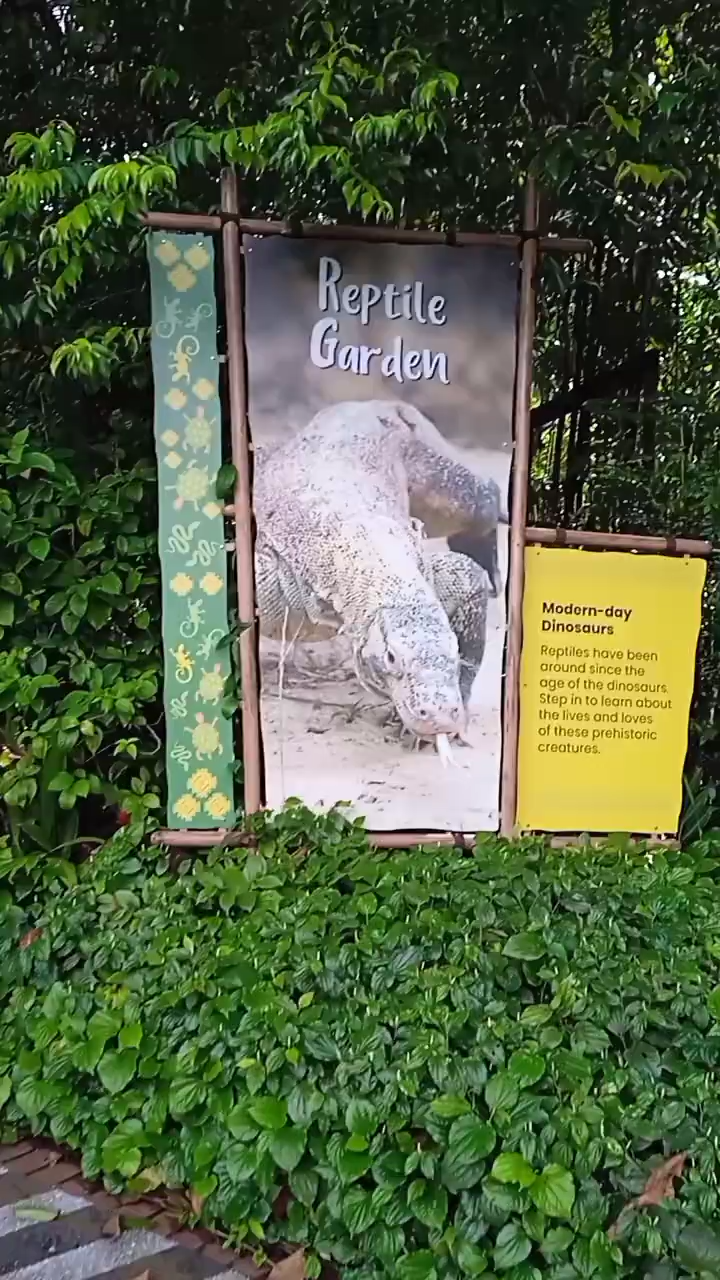 Reptile
Garden
Modern-day
Dinosaurs
Reptiles have been
around since the
age of the dinosaurs.
Step in to learn about
the lives and loves
of these prehistoric
creatures.